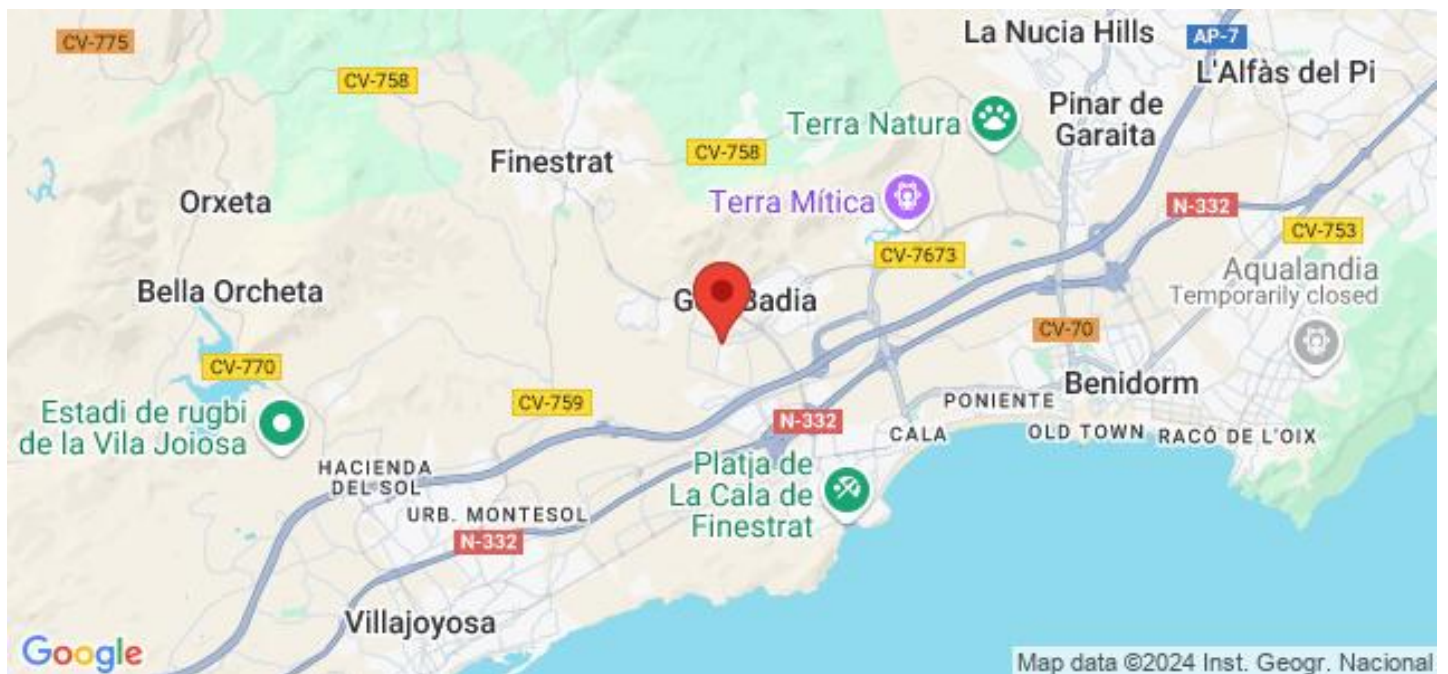 CV-775
CV-758
La Nucia Hills
AP-7
L'Alfàs del Pi
Terra Natura
Pinar de
Garaita
Finestrat
CV-758
Orxeta
Terra Mítica
N-332
CV-753
CV-7673
Aqualandia
Temporarily closed
Bella Orcheta
Badia
CV-70
CV-770
CV-759
Benidorm
PONIENTE
Estadi de rugbi
de la Vila Joiosa
N-332
CALA
OLD TOWN
RACÓ DE L'OIX
HACIENDA
DEL SOL
Platja de
La Cala de
Finestrat
URB. MONTESOL
N-332
Villajoyosa
Google
Map data ©2024 Inst. Geogr. Nacional